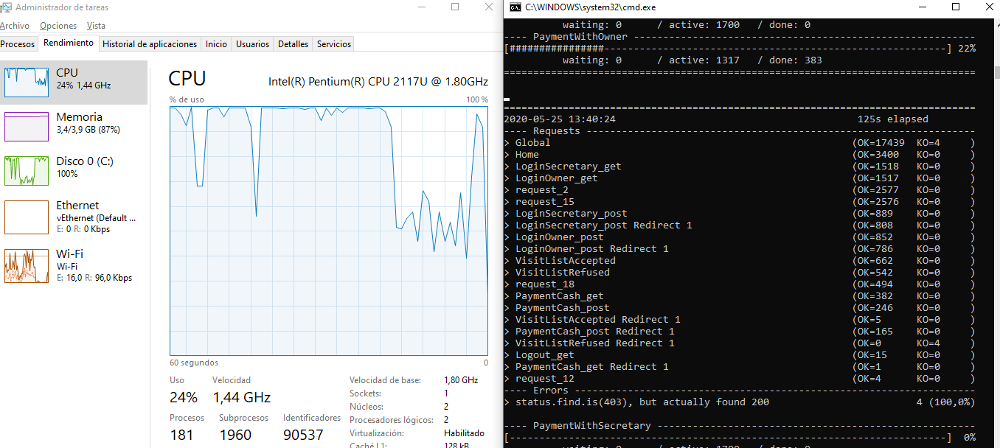 Administrador de tareas
Archivo Opciones Vista
Procesos Rendimiento Historial de aplicaciones Inicio Usuarios Detalles Servicios
CPU
24% 1,44 GHz
Memoria
3,4/3,9 GB (87%)
Disco 0 (C:)
100%
Ethernet
vEthernet (Default ...
E: 0 R: 0 Kbps
Wi-Fi
Wi-Fi
E: 16,0 R: 96,0 Kbps
CPU Intel(R) Pentium(R) CPU 2117U @ 1.80GHz
% de uso 100 %
60 segundos 0
Uso Velocidad
24% 1,44 GHz
Procesos Subprocesos Identificadores
181 1960 90537
Velocidad de base: 1,80 GHz
Sockets: 1
Núcleos: 2
Procesadores lógicos: 2
Virtualización: Habilitado
Caché L1: 128 kB
C:\WINDOWS\system32\cmd.exe
waiting: 0 / active: 1700 / done: 0
---- PaymentWithOwner ----------------------------------------------------------
[################----------------------------------------------------------] 22%
waiting: 0 / active: 1317 / done: 383
================================================================================
================================================================================
2020-05-25 13:40:24 125s elapsed
---- Requests ------------------------------------------------------------------
> Global (OK=17439 KO=4 )
> Home (OK=3400 KO=0 )
> LoginSecretary_get (OK=1518 KO=0 )
> LoginOwner_get (OK=1517 KO=0 )
> request_2 (OK=2577 KO=0 )
> request_15 (OK=2576 KO=0 )
> LoginSecretary_post (OK=889 KO=0 )
> LoginSecretary_post Redirect 1 (OK=808 KO=0 )
> LoginOwner_post (OK=852 KO=0 )
> LoginOwner_post Redirect 1 (OK=786 KO=0 )
> VisitListAccepted (OK=662 KO=0 )
> VisitListRefused (OK=542 KO=0 )
> request_18 (OK=494 KO=0 )
> PaymentCash_get (OK=382 KO=0 )
> PaymentCash_post (OK=246 KO=0 )
> VisitListAccepted Redirect 1 (OK=5 KO=0 )
> PaymentCash_post Redirect 1 (OK=165 KO=0 )
> VisitListRefused Redirect 1 (OK=0 KO=4 )
> Logout_get (OK=15 KO=0 )
> PaymentCash_get Redirect 1 (OK=1 KO=0 )
> request_12 (OK=4 KO=0 )
---- Errors --------------------------------------------------------------------
> status.find.is(403), but actually found 200 4 (100,0%)
---- PaymentWithSecretary ------------------------------------------------------
[--------------------------------------------------------------------------] 0%
waiting: 0 / active: 1700 / done: 0